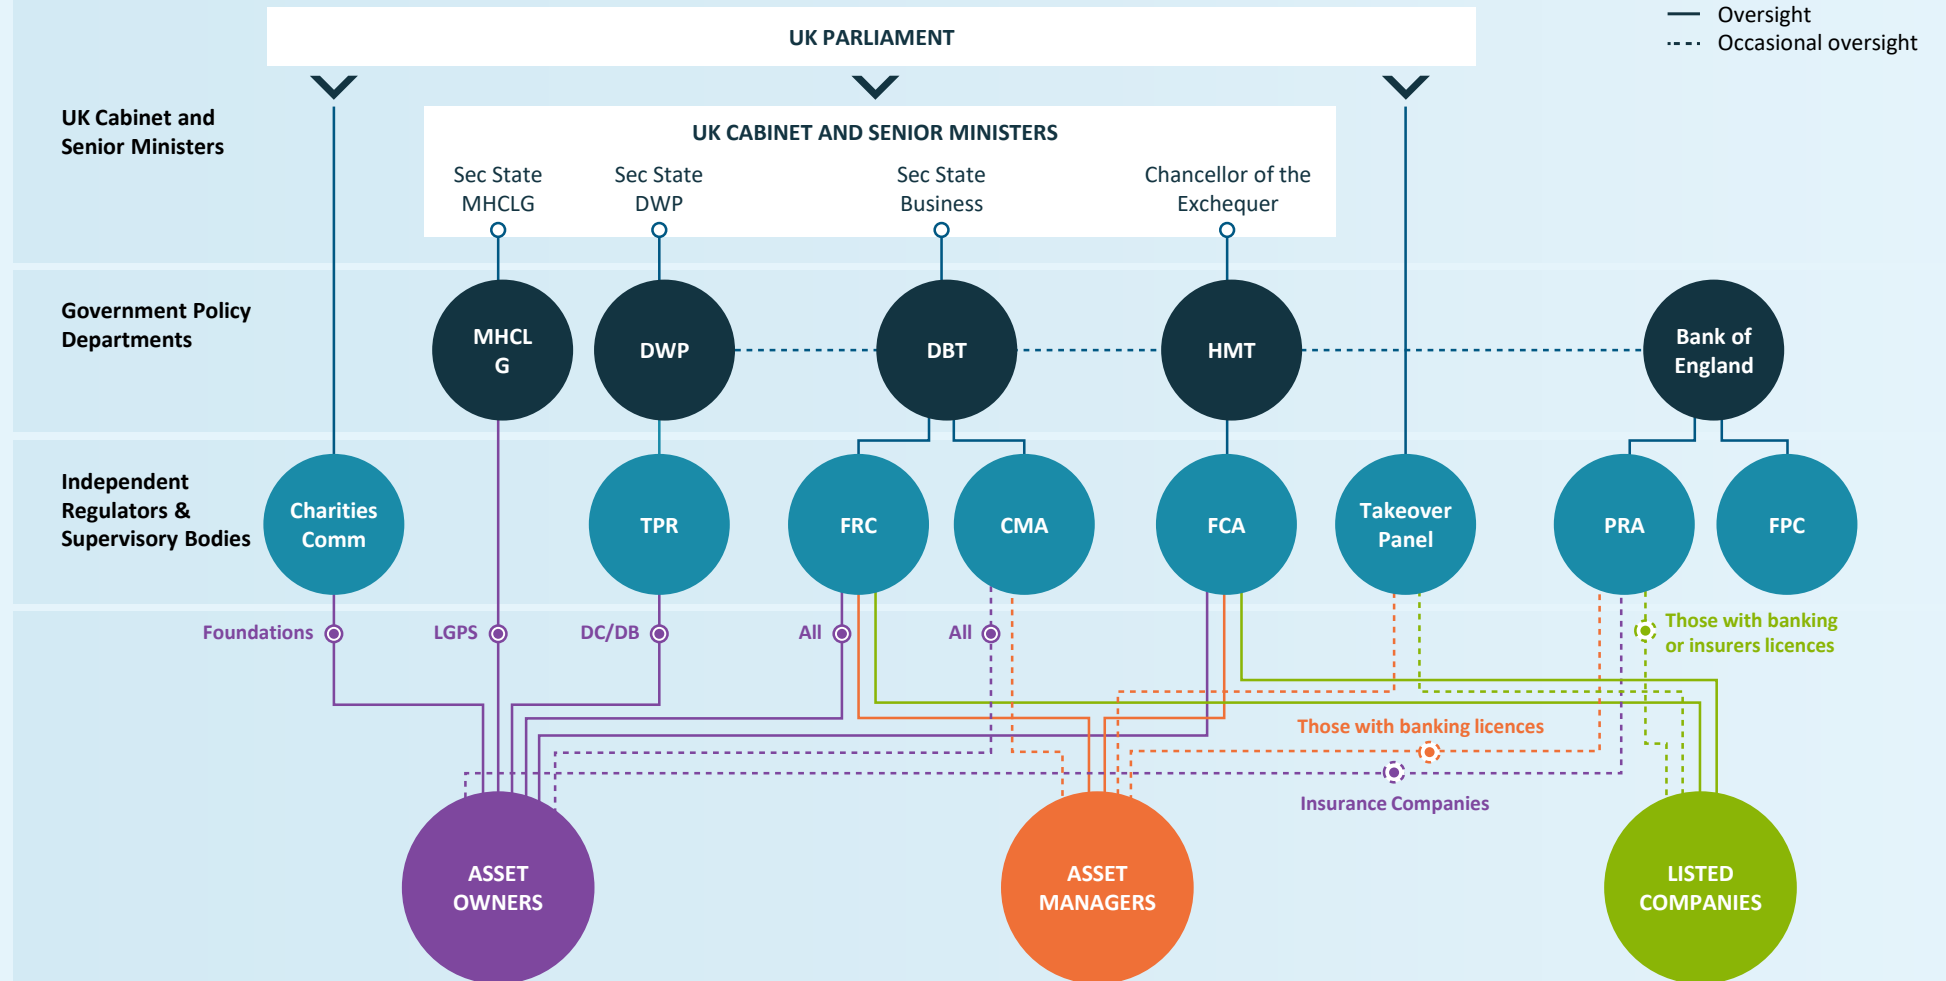 Oversight
Occasional oversight
UK PARLIAMENT
UK Cabinet and
Senior Ministers
UK CABINET AND SENIOR MINISTERS
Sec State
MHCLG
Sec State
DWP
Sec State
Business
Chancellor of the
Exchequer
Government Policy
Departments
MHCL
G
DWP
DBT
HMT
Bank of
England
Independent
Regulators &
Supervisory Bodies
Charities
Comm
TPR
FRC
CMA
FCA
Takeover
Panel
PRA
FPC
Foundations
LGPS
DC/DB
All
All
Those with banking
or insurers licences
Those with banking licences
Insurance Companies
ASSET
OWNERS
ASSET
MANAGERS
LISTED
COMPANIES